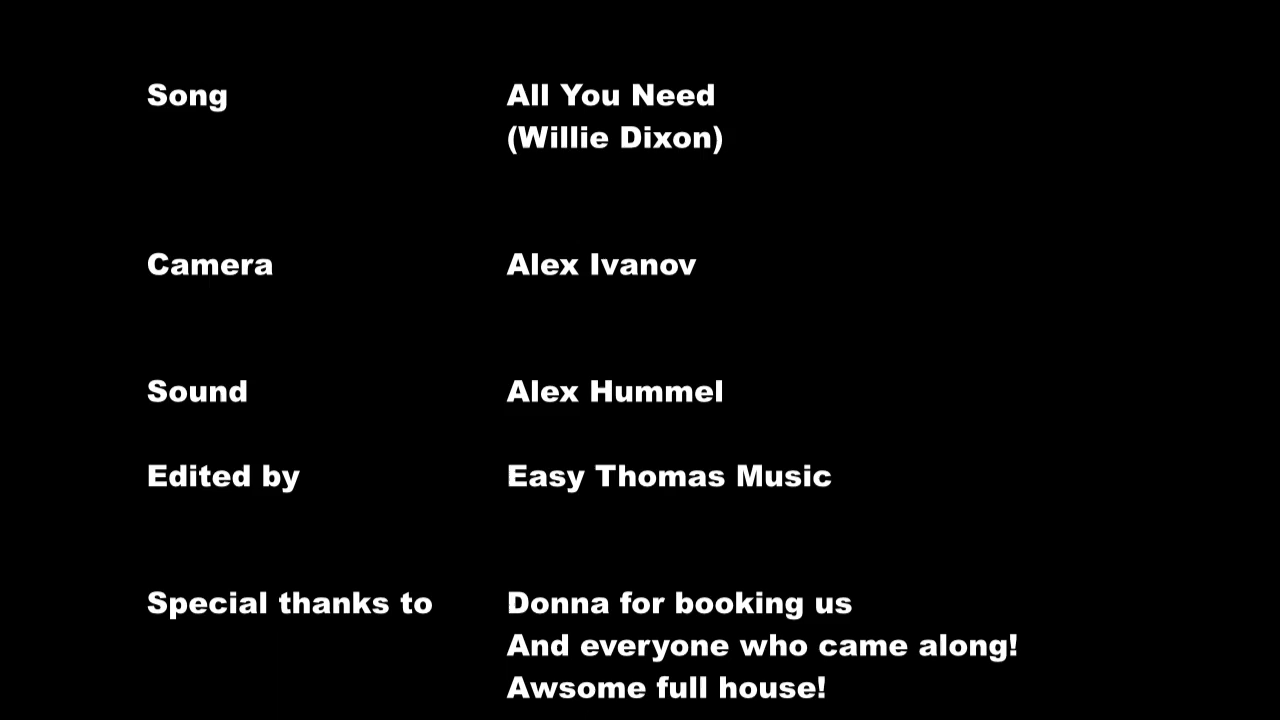 Song All You Need
(Willie Dixon)
Camera Alex Ivanov
Sound Alex Hummel
Edited by Easy Thomas Music
Special thanks to Donna for booking us
And everyone who came along!
Awsome full house!